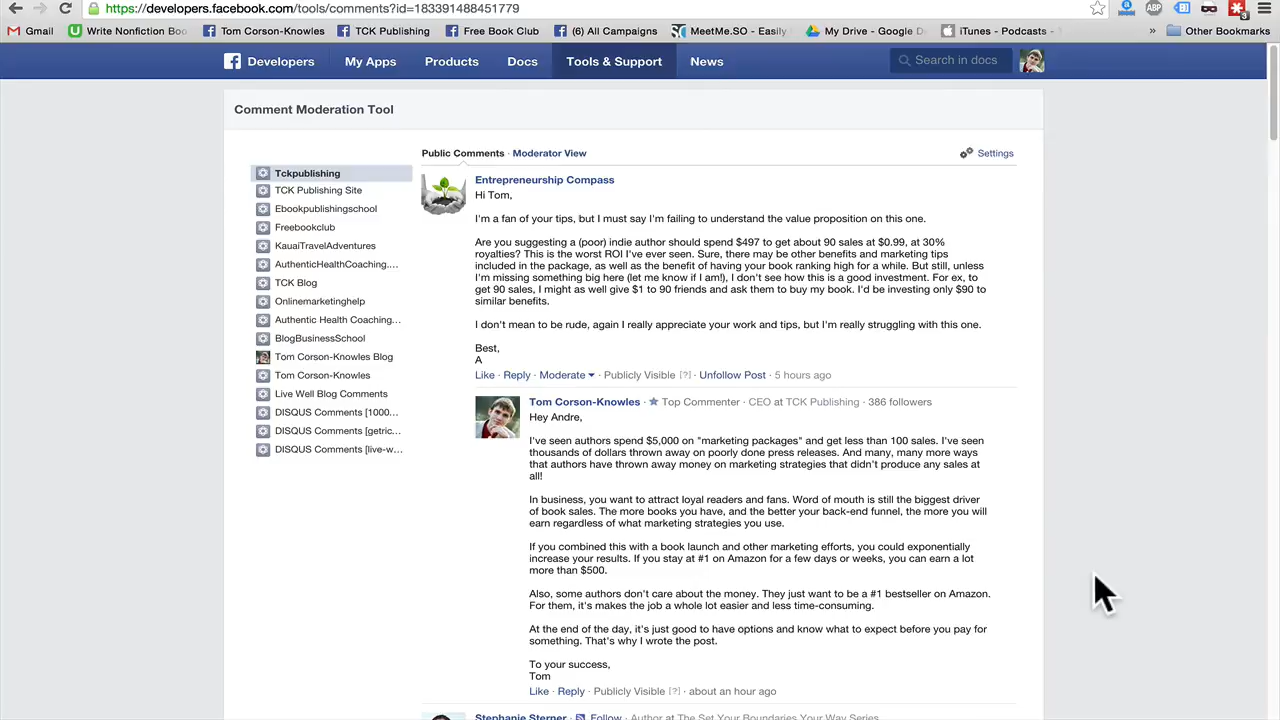 https://developers.facebook.com/tools/comments?id=183391488451779
ABP
3
Gmail
Write Nonfiction Bo
Tom Corson-Knowles
TCK Publishing
Free Book Club
(6) All Campaigns
MeetMe.SO - Easily
My Drive - Google D
iTunes - Podcasts -
» Other Bookmarks
Developers
My Apps
Products
Docs
Tools & Support
News
Search in docs
Comment Moderation Tool
Tckpublishing
TCK Publishing Site
Ebookpublishingschool
Freebookclub
KauaiTravelAdventures
AuthenticHealthCoaching....
TCK Blog
Onlinemarketinghelp
Authentic Health Coaching...
BlogBusinessSchool
Tom Corson-Knowles Blog
Tom Corson-Knowles
Live Well Blog Comments
DISQUS Comments [1000...
DISQUS Comments [getric...
DISQUS Comments [live-w...
Public Comments · Moderator View
Settings
Entrepreneurship Compass
Hi Tom,
I'm a fan of your tips, but I must say I'm failing to understand the value proposition on this one.
Are you suggesting a (poor) indie author should spend $497 to get about 90 sales at $0.99, at 30%
royalties? This is the worst ROI I've ever seen. Sure, there may be other benefits and marketing tips
included in the package, as well as the benefit of having your book ranking high for a while. But still, unless
I'm missing something big here (let me know if I am!), I don't see how this is a good investment. For ex, to
get 90 sales, I might as well give $1 to 90 friends and ask them to buy my book. I'd be investing only $90 to
similar benefits.
I don't mean to be rude, again I really appreciate your work and tips, but I'm really struggling with this one.
Best,
A
Like · Reply · Moderate · Publicly Visible [?] · Unfollow Post · 5 hours ago
Tom Corson-Knowles · Top Commenter · CEO at TCK Publishing · 386 followers
Hey Andre,
I've seen authors spend $5,000 on "marketing packages" and get less than 100 sales. I've seen
thousands of dollars thrown away on poorly done press releases. And many, many more ways
that authors have thrown away money on marketing strategies that didn't produce any sales at
all!
In business, you want to attract loyal readers and fans. Word of mouth is still the biggest driver
of book sales. The more books you have, and the better your back-end funnel, the more you will
earn regardless of what marketing strategies you use.
If you combined this with a book launch and other marketing efforts, you could exponentially
increase your results. If you stay at #1 on Amazon for a few days or weeks, you can earn a lot
more than $500.
Also, some authors don't care about the money. They just want to be a #1 bestseller on Amazon.
For them, it's makes the job a whole lot easier and less time-consuming.
At the end of the day, it's just good to have options and know what to expect before you pay for
something. That's why I wrote the post.
To your success,
Tom
Like · Reply · Publicly Visible [?] · about an hour ago
Stephanie Sterner · Follow · Author at The Set Your Boundaries Your Way Series